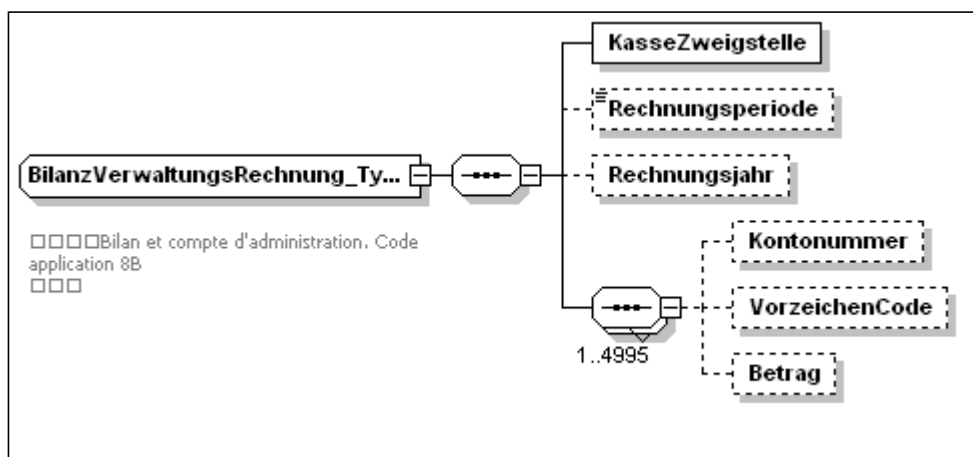 KasseZweigstelle
Rechnungsperiode
BilanzVerwaltungsRechnung_Ty...
Rechnungsjahr
□□□□Bilan et compte d'administration. Code
application 8B
□□□
Kontonummer
VorzeichenCode
1..4995
Betrag